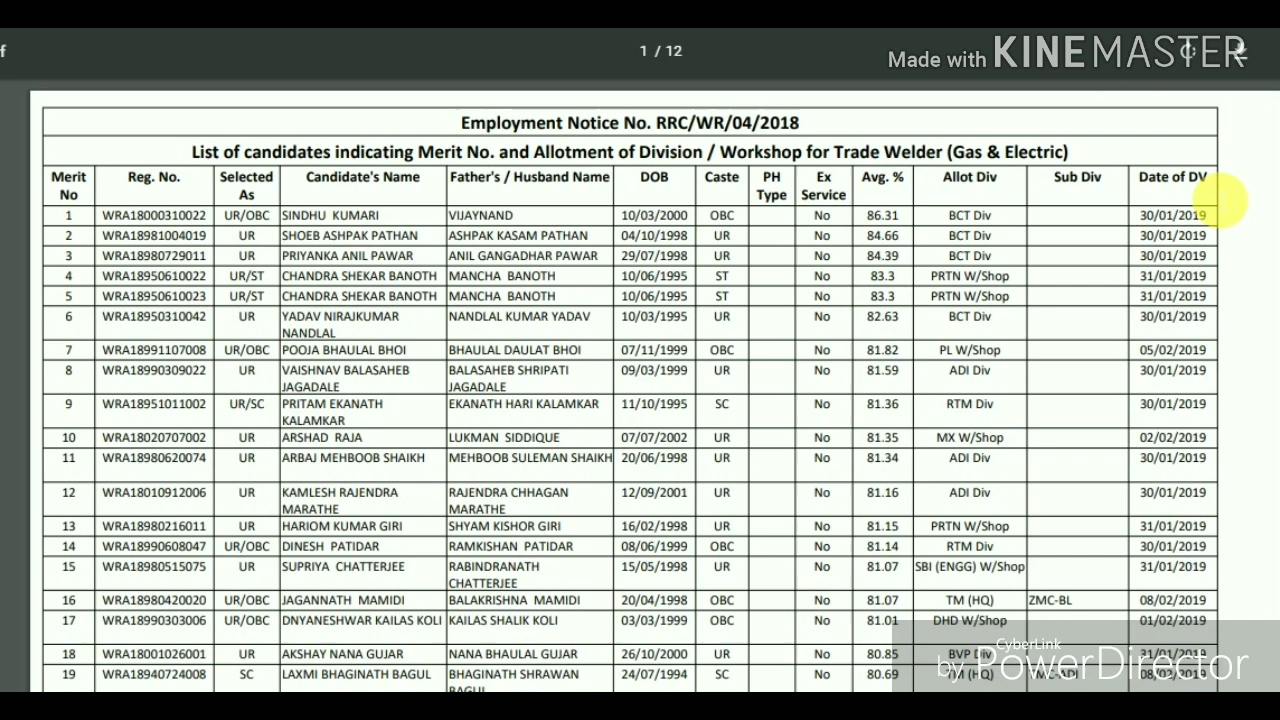 f
1 / 12
Made with KINEMASTER
Employment Notice No. RRC/WR/04/2018
List of candidates indicating Merit No. and Allotment of Division / Workshop for Trade Welder (Gas & Electric)
Merit No Reg. No. Selected As Candidate's Name Father's / Husband Name DOB Caste PH Type Ex Service Avg. % Allot Div Sub Div Date of DV
1 WRA18000310022 UR/OBC SINDHU KUMARI VIJAYNAND 10/03/2000 OBC No 86.31 BCT Div 30/01/2019
2 WRA18981004019 UR SHOEB ASHPAK PATHAN ASHPAK KASAM PATHAN 04/10/1998 UR No 84.66 BCT Div 30/01/2019
3 WRA18980729011 UR PRIYANKA ANIL PAWAR ANIL GANGADHAR PAWAR 29/07/1998 UR No 84.39 BCT Div 30/01/2019
4 WRA18950610022 UR/ST CHANDRA SHEKAR BANOTH MANCHA BANOTH 10/06/1995 ST No 83.3 PRTN W/Shop 31/01/2019
5 WRA18950610023 UR/ST CHANDRA SHEKAR BANOTH MANCHA BANOTH 10/06/1995 ST No 83.3 PRTN W/Shop 31/01/2019
6 WRA18950310042 UR YADAV NIRAJKUMAR NANDLAL NANDLAL KUMAR YADAV 10/03/1995 UR No 82.63 BCT Div 30/01/2019
7 WRA18991107008 UR/OBC POOJA BHAULAL BHOI BHAULAL DAULAT BHOI 07/11/1999 OBC No 81.82 PL W/Shop 05/02/2019
8 WRA18990309022 UR VAISHNAV BALASAHEB JAGADALE BALASAHEB SHRIPATI JAGADALE 09/03/1999 UR No 81.59 ADI Div 30/01/2019
9 WRA18951011002 UR/SC PRITAM EKANATH KALAMKAR EKANATH HARI KALAMKAR 11/10/1995 SC No 81.36 RTM Div 30/01/2019
10 WRA18020707002 UR ARSHAD RAJA LUKMAN SIDDIQUE 07/07/2002 UR No 81.35 MX W/Shop 02/02/2019
11 WRA18980620074 UR ARBAJ MEHBOOB SHAIKH MEHBOOB SULEMAN SHAIKH 20/06/1998 UR No 81.34 ADI Div 30/01/2019
12 WRA18010912006 UR KAMLESH RAJENDRA MARATHE RAJENDRA CHHAGAN MARATHE 12/09/2001 UR No 81.16 ADI Div 30/01/2019
13 WRA18980216011 UR HARIOM KUMAR GIRI SHYAM KISHOR GIRI 16/02/1998 UR No 81.15 PRTN W/Shop 31/01/2019
14 WRA18990608047 UR/OBC DINESH PATIDAR RAMKISHAN PATIDAR 08/06/1999 OBC No 81.14 RTM Div 30/01/2019
15 WRA18980515075 UR SUPRIYA CHATTERJEE RABINDRANATH CHATTERJEE 15/05/1998 UR No 81.07 SBI (ENGG) W/Shop 31/01/2019
16 WRA18980420020 UR/OBC JAGANNATH MAMIDI BALAKRISHNA MAMIDI 20/04/1998 OBC No 81.07 TM (HQ) ZMC-BL 08/02/2019
17 WRA18990303006 UR/OBC DNYANESHWAR KAILAS KOLI KAILAS SHALIK KOLI 03/03/1999 OBC No 81.01 DHD W/Shop 01/02/2019
18 WRA18001026001 UR AKSHAY NANA GUJAR NANA BHAULAL GUJAR 26/10/2000 UR No 80.85 BVP Div 31/01/2019
19 WRA18940724008 SC LAXMI BHAGINATH BAGUL BHAGINATH SHRAWAN BAGUL 24/07/1994 SC No 80.69 TM (HQ) ZMC-ADI 08/02/2019
CyberLink
by PowerDirector